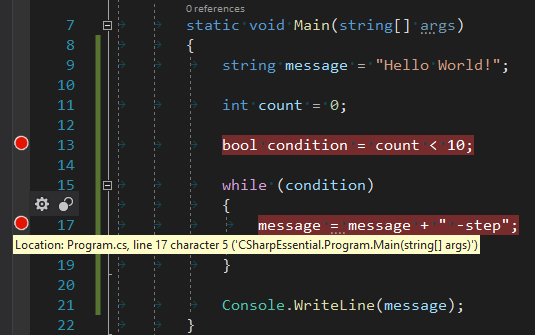 0 references
7 static void Main(string[] args)
8 {
9 string message = "Hello World!";
10
11 int count = 0;
12
13 bool condition = count < 10;
14
15 while (condition)
{
17 message = message + " -step";
Location: Program.cs, line 17 character 5 ('CSharpEssential.Program.Main(string[] args)')
19 }
20
21 Console.WriteLine(message);
22 }